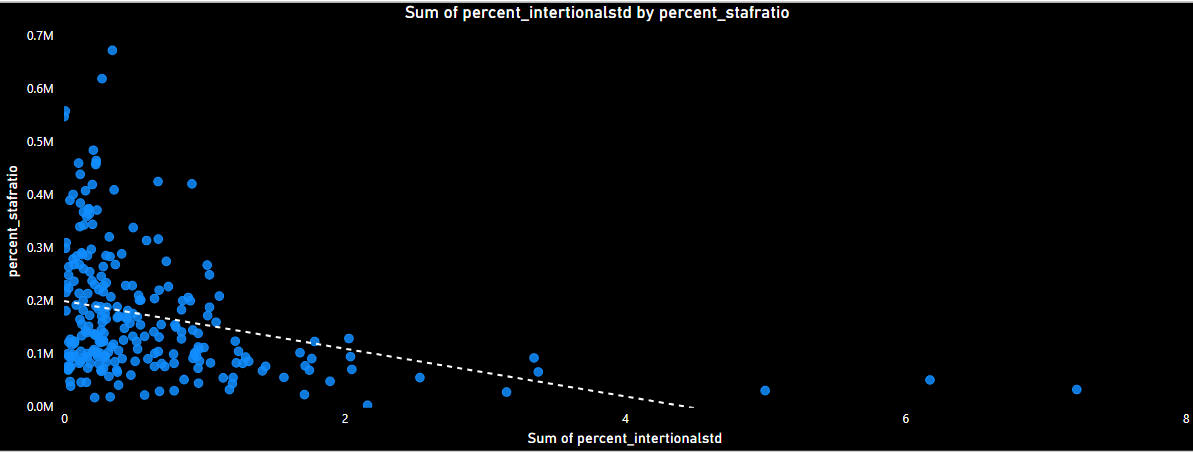 Sum of percent_intertionalstd by percent_stafratio
0.7M
0.6M
0.5M
0.4M
0.3M
0.2M
0.1M
0.0M
percent_stafratio
0 2 4 6 8
Sum of percent_intertionalstd